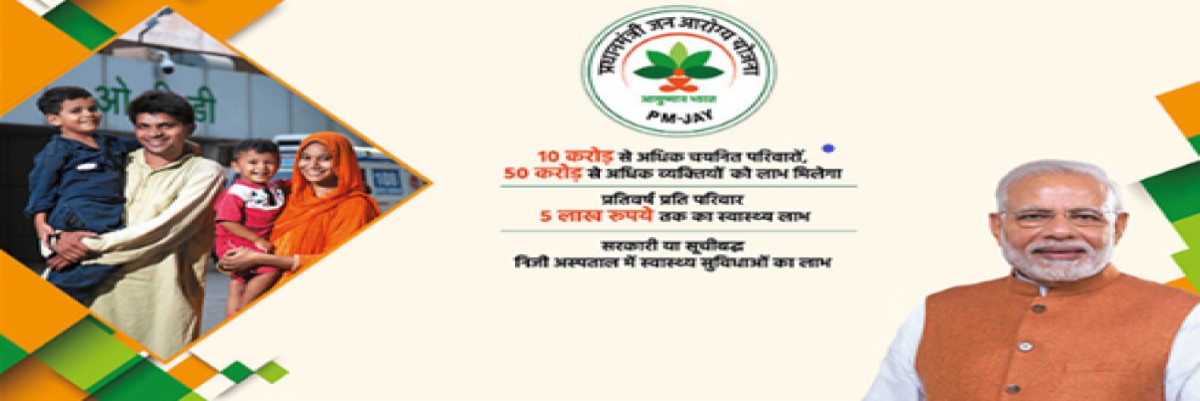 ओ पी डी
प्रधानमंत्री जन आरोग्य योजना
आयुष्मान भारत
PM-JAY
10 करोड़ से अधिक चयनित परिवारों,
50 करोड़ से अधिक व्यक्तियों को लाभ मिलेगा
प्रतिवर्ष प्रति परिवार
5 लाख रुपये तक का स्वास्थ्य लाभ
सरकारी या सूचीबद्ध
निजी अस्पताल में स्वास्थ्य सुविधाओं का लाभ